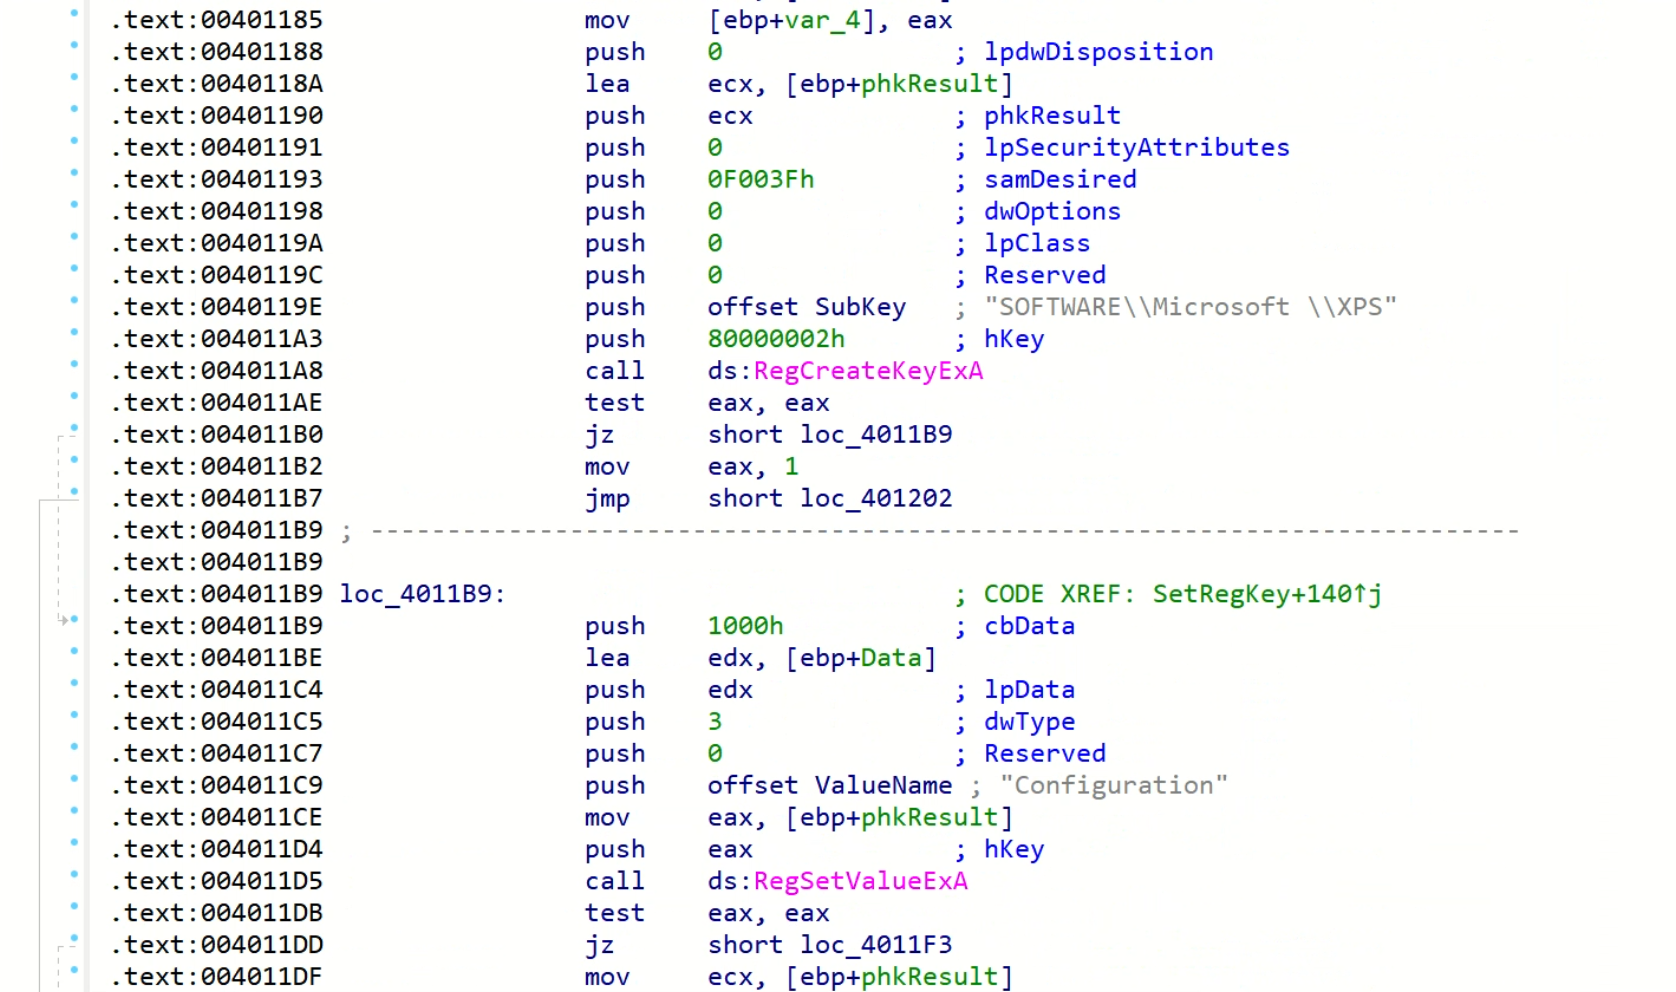 .text:00401185 mov [ebp+var_4], eax
.text:00401188 push 0 ; lpdwDisposition
.text:0040118A lea ecx, [ebp+phkResult]
.text:00401190 push ecx ; phkResult
.text:00401191 push 0 ; lpSecurityAttributes
.text:00401193 push 0F003Fh ; samDesired
.text:00401198 push 0 ; dwOptions
.text:0040119A push 0 ; lpClass
.text:0040119C push 0 ; Reserved
.text:0040119E push offset SubKey ; "SOFTWARE\\Microsoft \\XPS"
.text:004011A3 push 80000002h ; hKey
.text:004011A8 call ds:RegCreateKeyExA
.text:004011AE test eax, eax
.text:004011B0 jz short loc_4011B9
.text:004011B2 mov eax, 1
.text:004011B7 jmp short loc_401202
.text:004011B9 ; ---------------------------------------------------------------------------
.text:004011B9
.text:004011B9 loc_4011B9: ; CODE XREF: SetRegKey+140↑j
.text:004011B9 push 1000h ; cbData
.text:004011BE lea edx, [ebp+Data]
.text:004011C4 push edx ; lpData
.text:004011C5 push 3 ; dwType
.text:004011C7 push 0 ; Reserved
.text:004011C9 push offset ValueName ; "Configuration"
.text:004011CE mov eax, [ebp+phkResult]
.text:004011D4 push eax ; hKey
.text:004011D5 call ds:RegSetValueExA
.text:004011DB test eax, eax
.text:004011DD jz short loc_4011F3
.text:004011DF mov ecx, [ebp+phkResult]